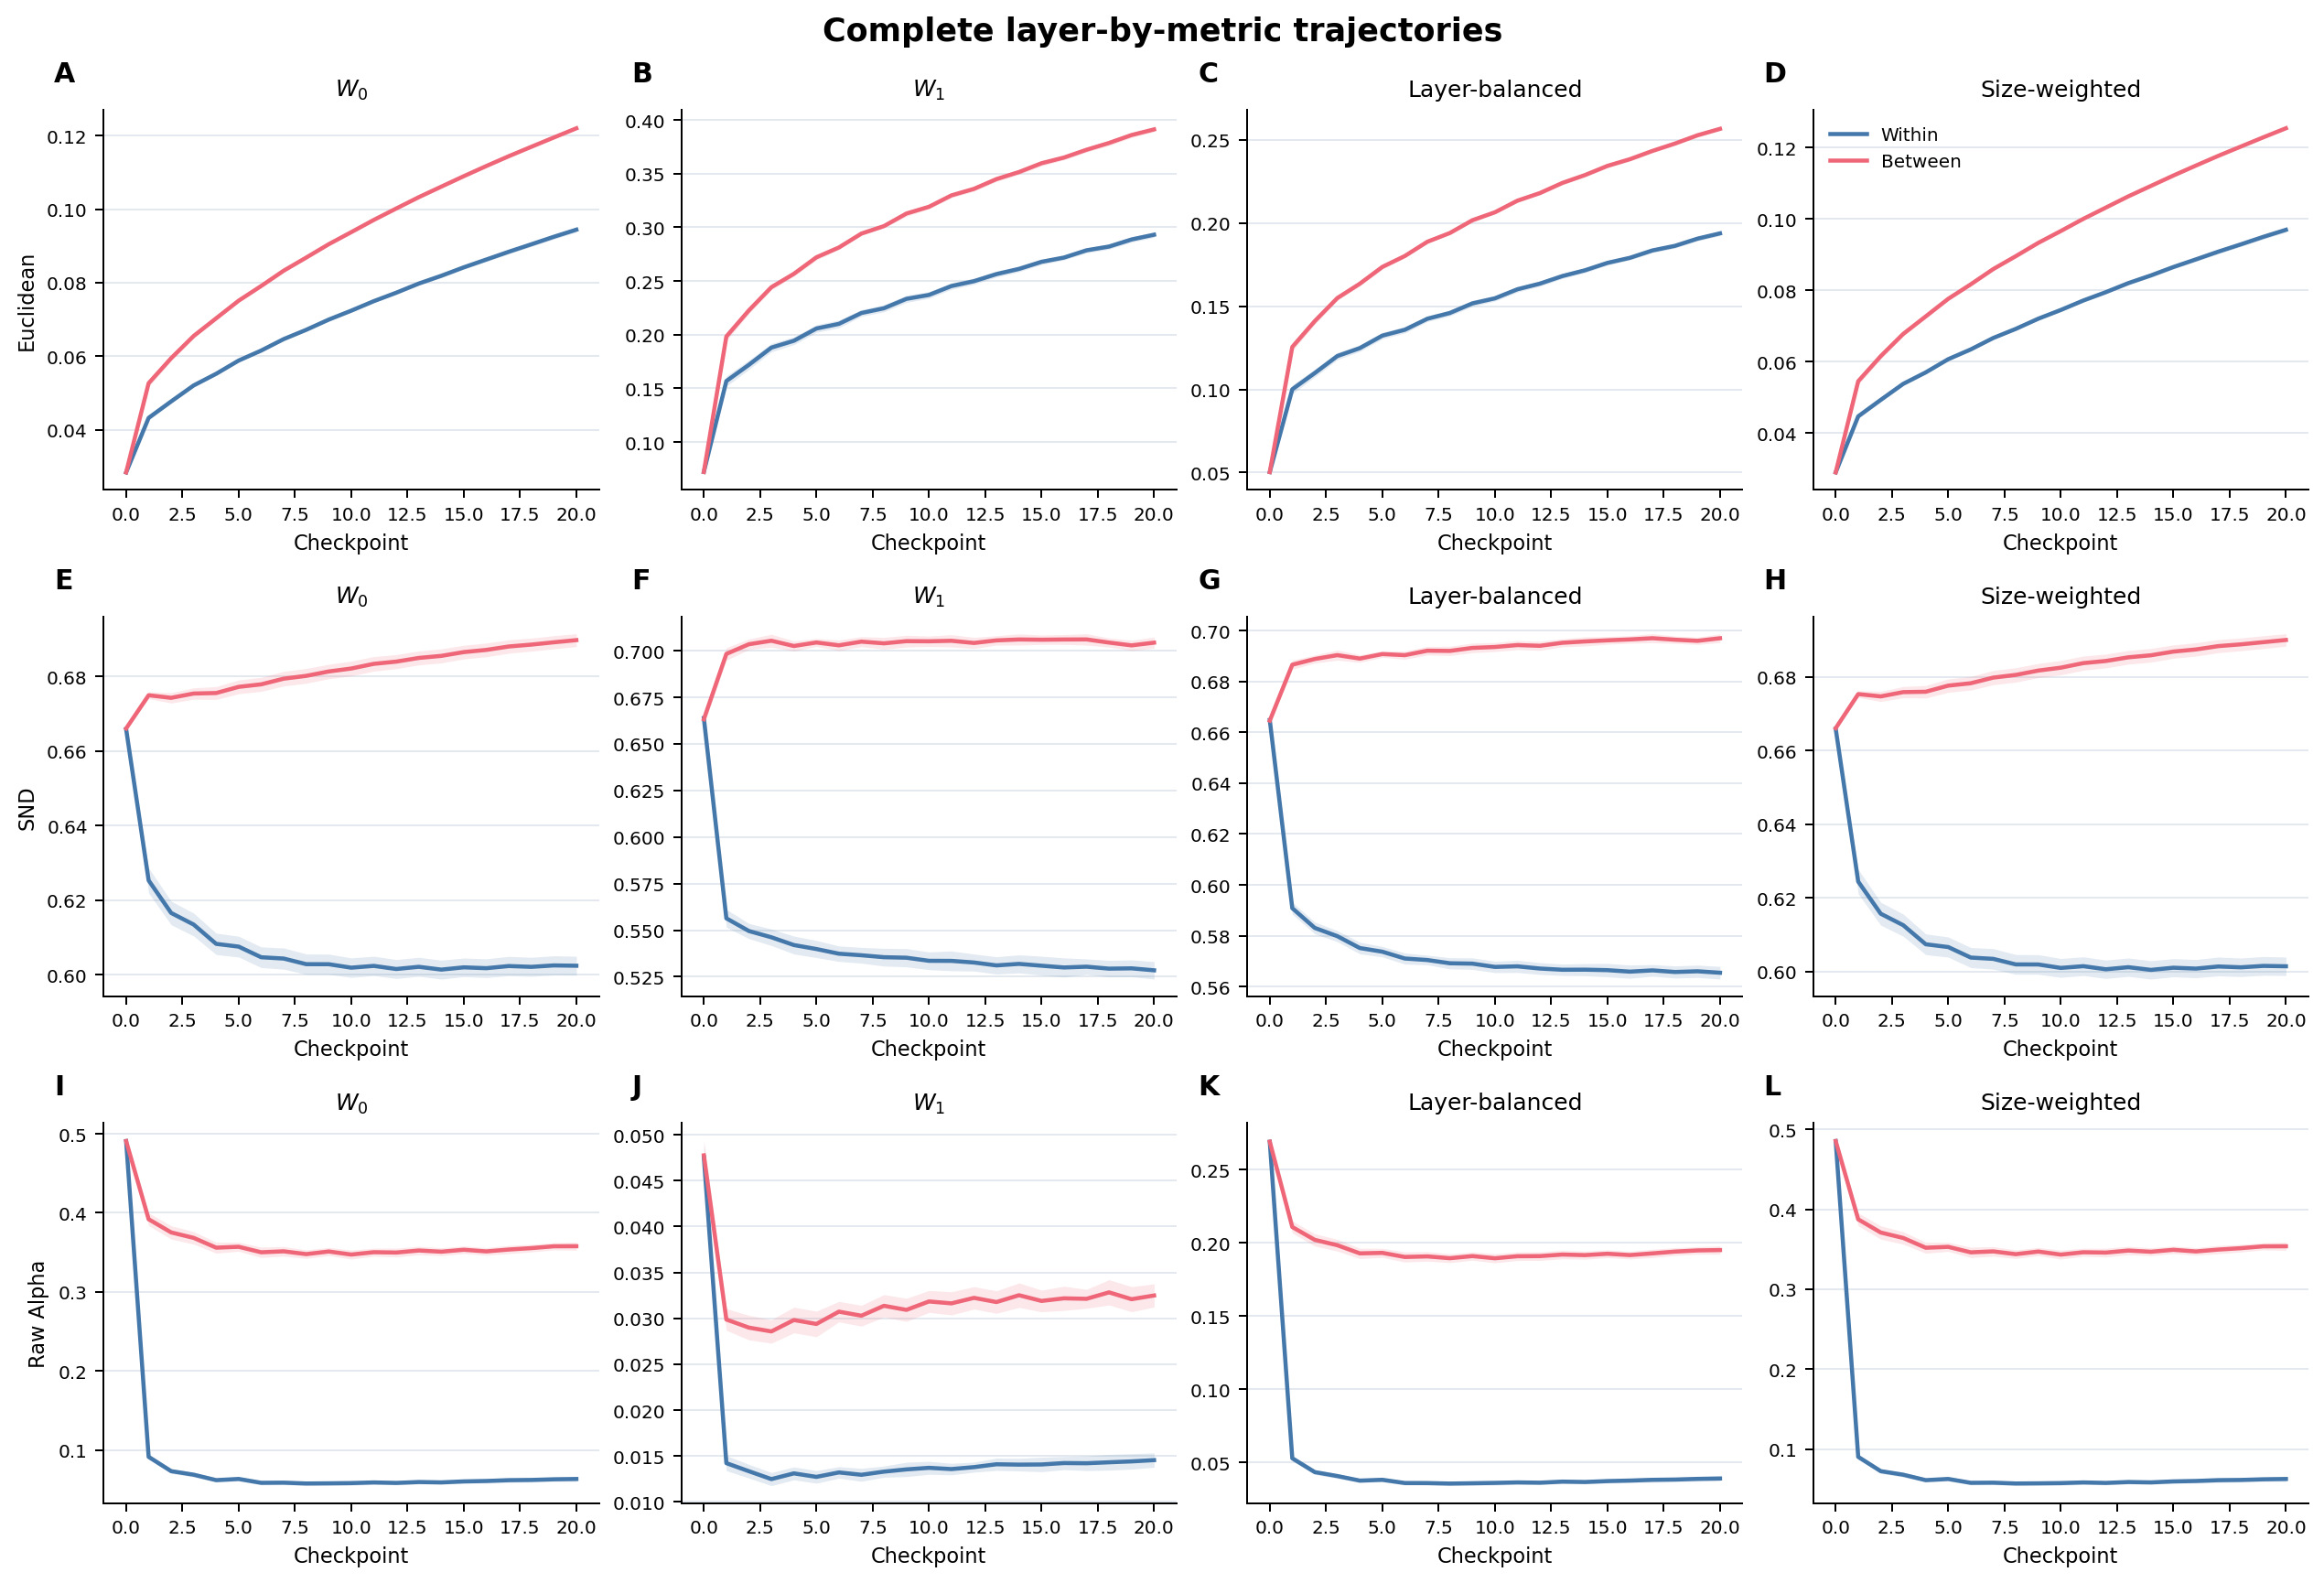 Complete layer-by-metric trajectories
A B C D
W0 W1 Layer-balanced Size-weighted
Euclidean
0.12
0.10
0.08
0.06
0.04
0.0 2.5 5.0 7.5 10.0 12.5 15.0 17.5 20.0
Checkpoint
0.40
0.35
0.30
0.25
0.20
0.15
0.10
0.0 2.5 5.0 7.5 10.0 12.5 15.0 17.5 20.0
Checkpoint
0.25
0.20
0.15
0.10
0.05
0.0 2.5 5.0 7.5 10.0 12.5 15.0 17.5 20.0
Checkpoint
Within
Between
0.12
0.10
0.08
0.06
0.04
0.0 2.5 5.0 7.5 10.0 12.5 15.0 17.5 20.0
Checkpoint
E F G H
W0 W1 Layer-balanced Size-weighted
SND
0.68
0.66
0.64
0.62
0.60
0.0 2.5 5.0 7.5 10.0 12.5 15.0 17.5 20.0
Checkpoint
0.700
0.675
0.650
0.625
0.600
0.575
0.550
0.525
0.0 2.5 5.0 7.5 10.0 12.5 15.0 17.5 20.0
Checkpoint
0.70
0.68
0.66
0.64
0.62
0.60
0.58
0.56
0.0 2.5 5.0 7.5 10.0 12.5 15.0 17.5 20.0
Checkpoint
0.68
0.66
0.64
0.62
0.60
0.0 2.5 5.0 7.5 10.0 12.5 15.0 17.5 20.0
Checkpoint
I J K L
W0 W1 Layer-balanced Size-weighted
Raw Alpha
0.5
0.4
0.3
0.2
0.1
0.0 2.5 5.0 7.5 10.0 12.5 15.0 17.5 20.0
Checkpoint
0.050
0.045
0.040
0.035
0.030
0.025
0.020
0.015
0.010
0.0 2.5 5.0 7.5 10.0 12.5 15.0 17.5 20.0
Checkpoint
0.25
0.20
0.15
0.10
0.05
0.0 2.5 5.0 7.5 10.0 12.5 15.0 17.5 20.0
Checkpoint
0.5
0.4
0.3
0.2
0.1
0.0 2.5 5.0 7.5 10.0 12.5 15.0 17.5 20.0
Checkpoint